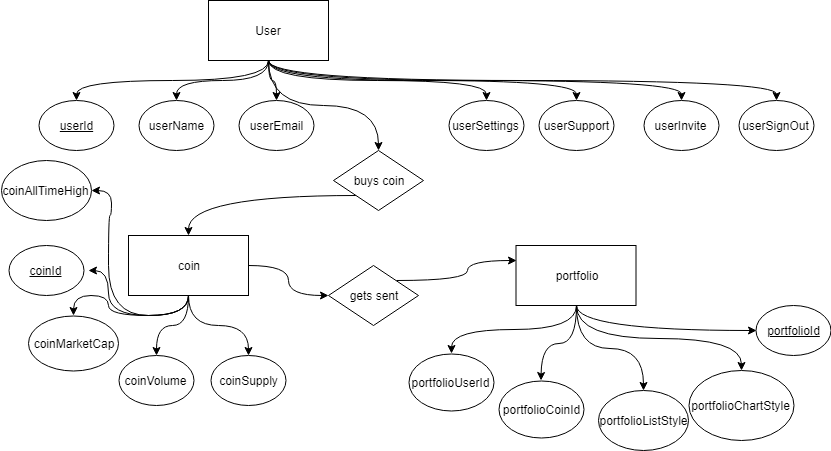 User
userId
userName
userEmail
userSettings
userSupport
userInvite
userSignOut
buys coin
coinAllTimeHigh
coin
coinId
gets sent
portfolio
coinMarketCap
portfolioId
coinVolume
coinSupply
portfolioUserId
portfolioCoinId
portfolioListStyle
portfolioChartStyle